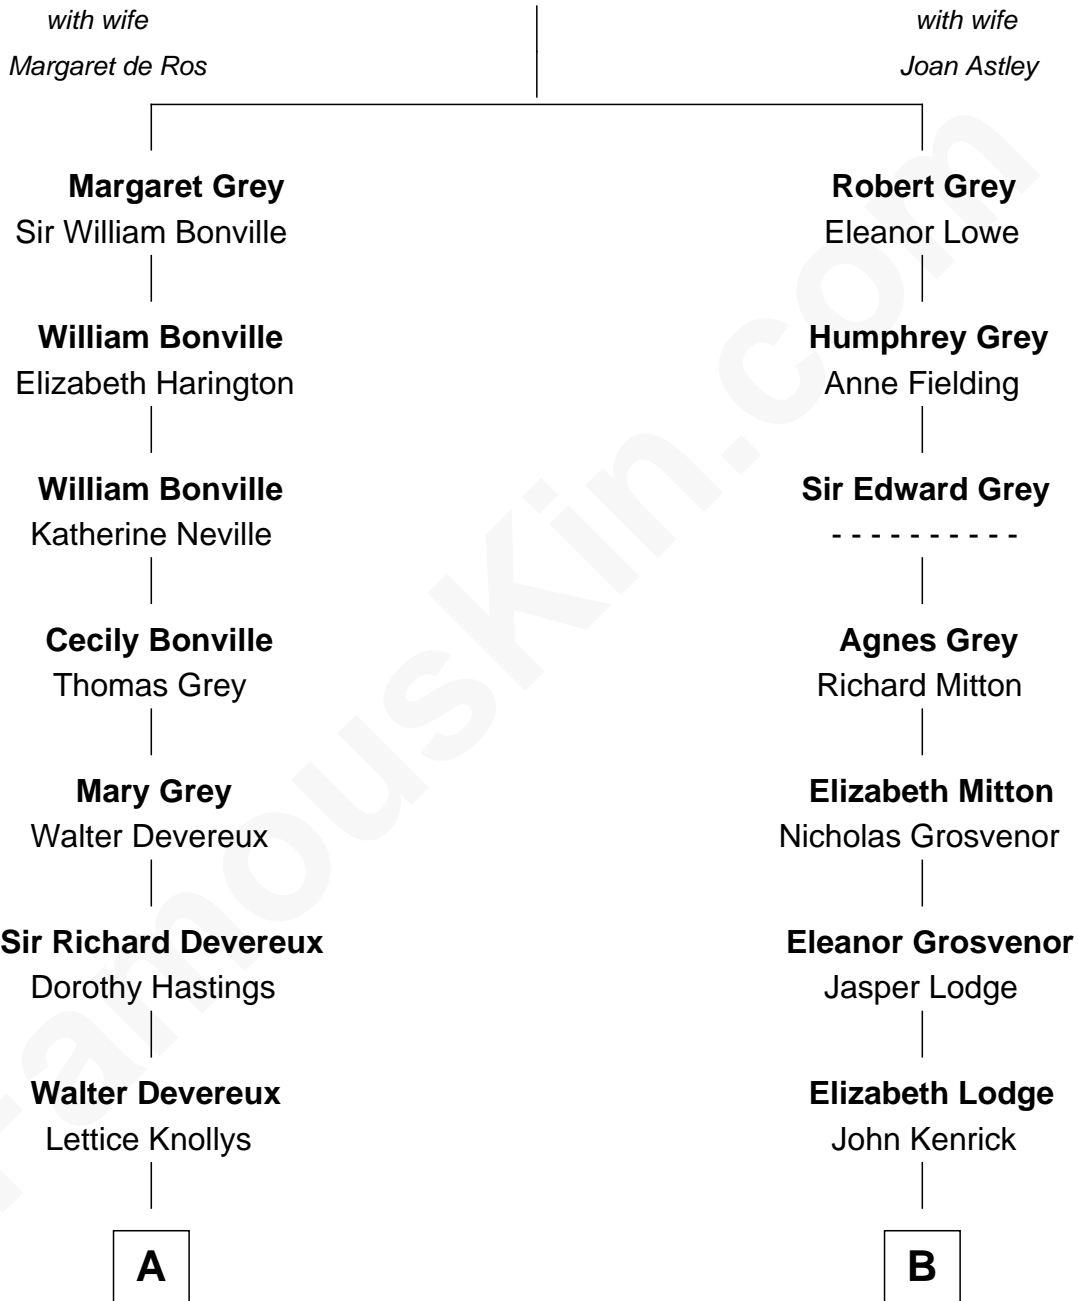 with wife
Margaret de Ros
with wife
Joan Astley
Margaret Grey
Sir William Bonville
Robert Grey
Eleanor Lowe
William Bonville
Elizabeth Harington
Humphrey Grey
Anne Fielding
William Bonville
Katherine Neville
Sir Edward Grey
- - - - - - - - - -
Cecily Bonville
Thomas Grey
Agnes Grey
Richard Mitton
Mary Grey
Walter Devereux
Elizabeth Mitton
Nicholas Grosvenor
Sir Richard Devereux
Dorothy Hastings
Eleanor Grosvenor
Jasper Lodge
Walter Devereux
Lettice Knollys
Elizabeth Lodge
John Kenrick
A
B
FamousKin.com